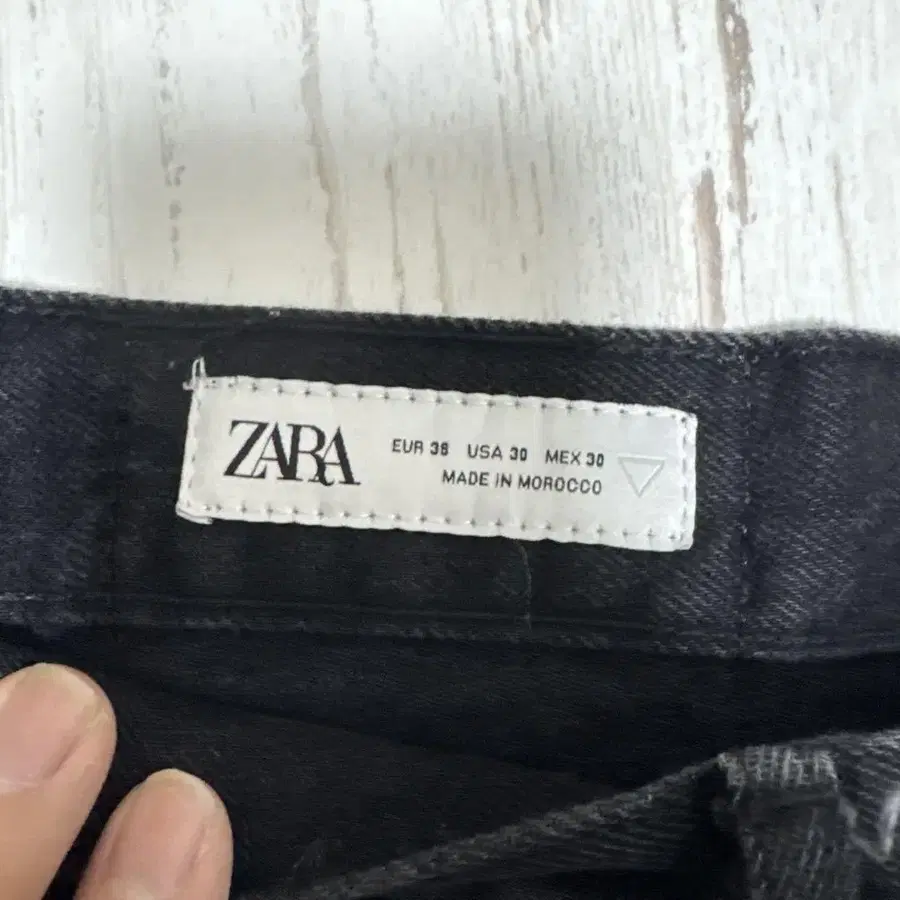 ZARA
EUR 38 USA 30 MEX 30
MADE IN MOROCCO